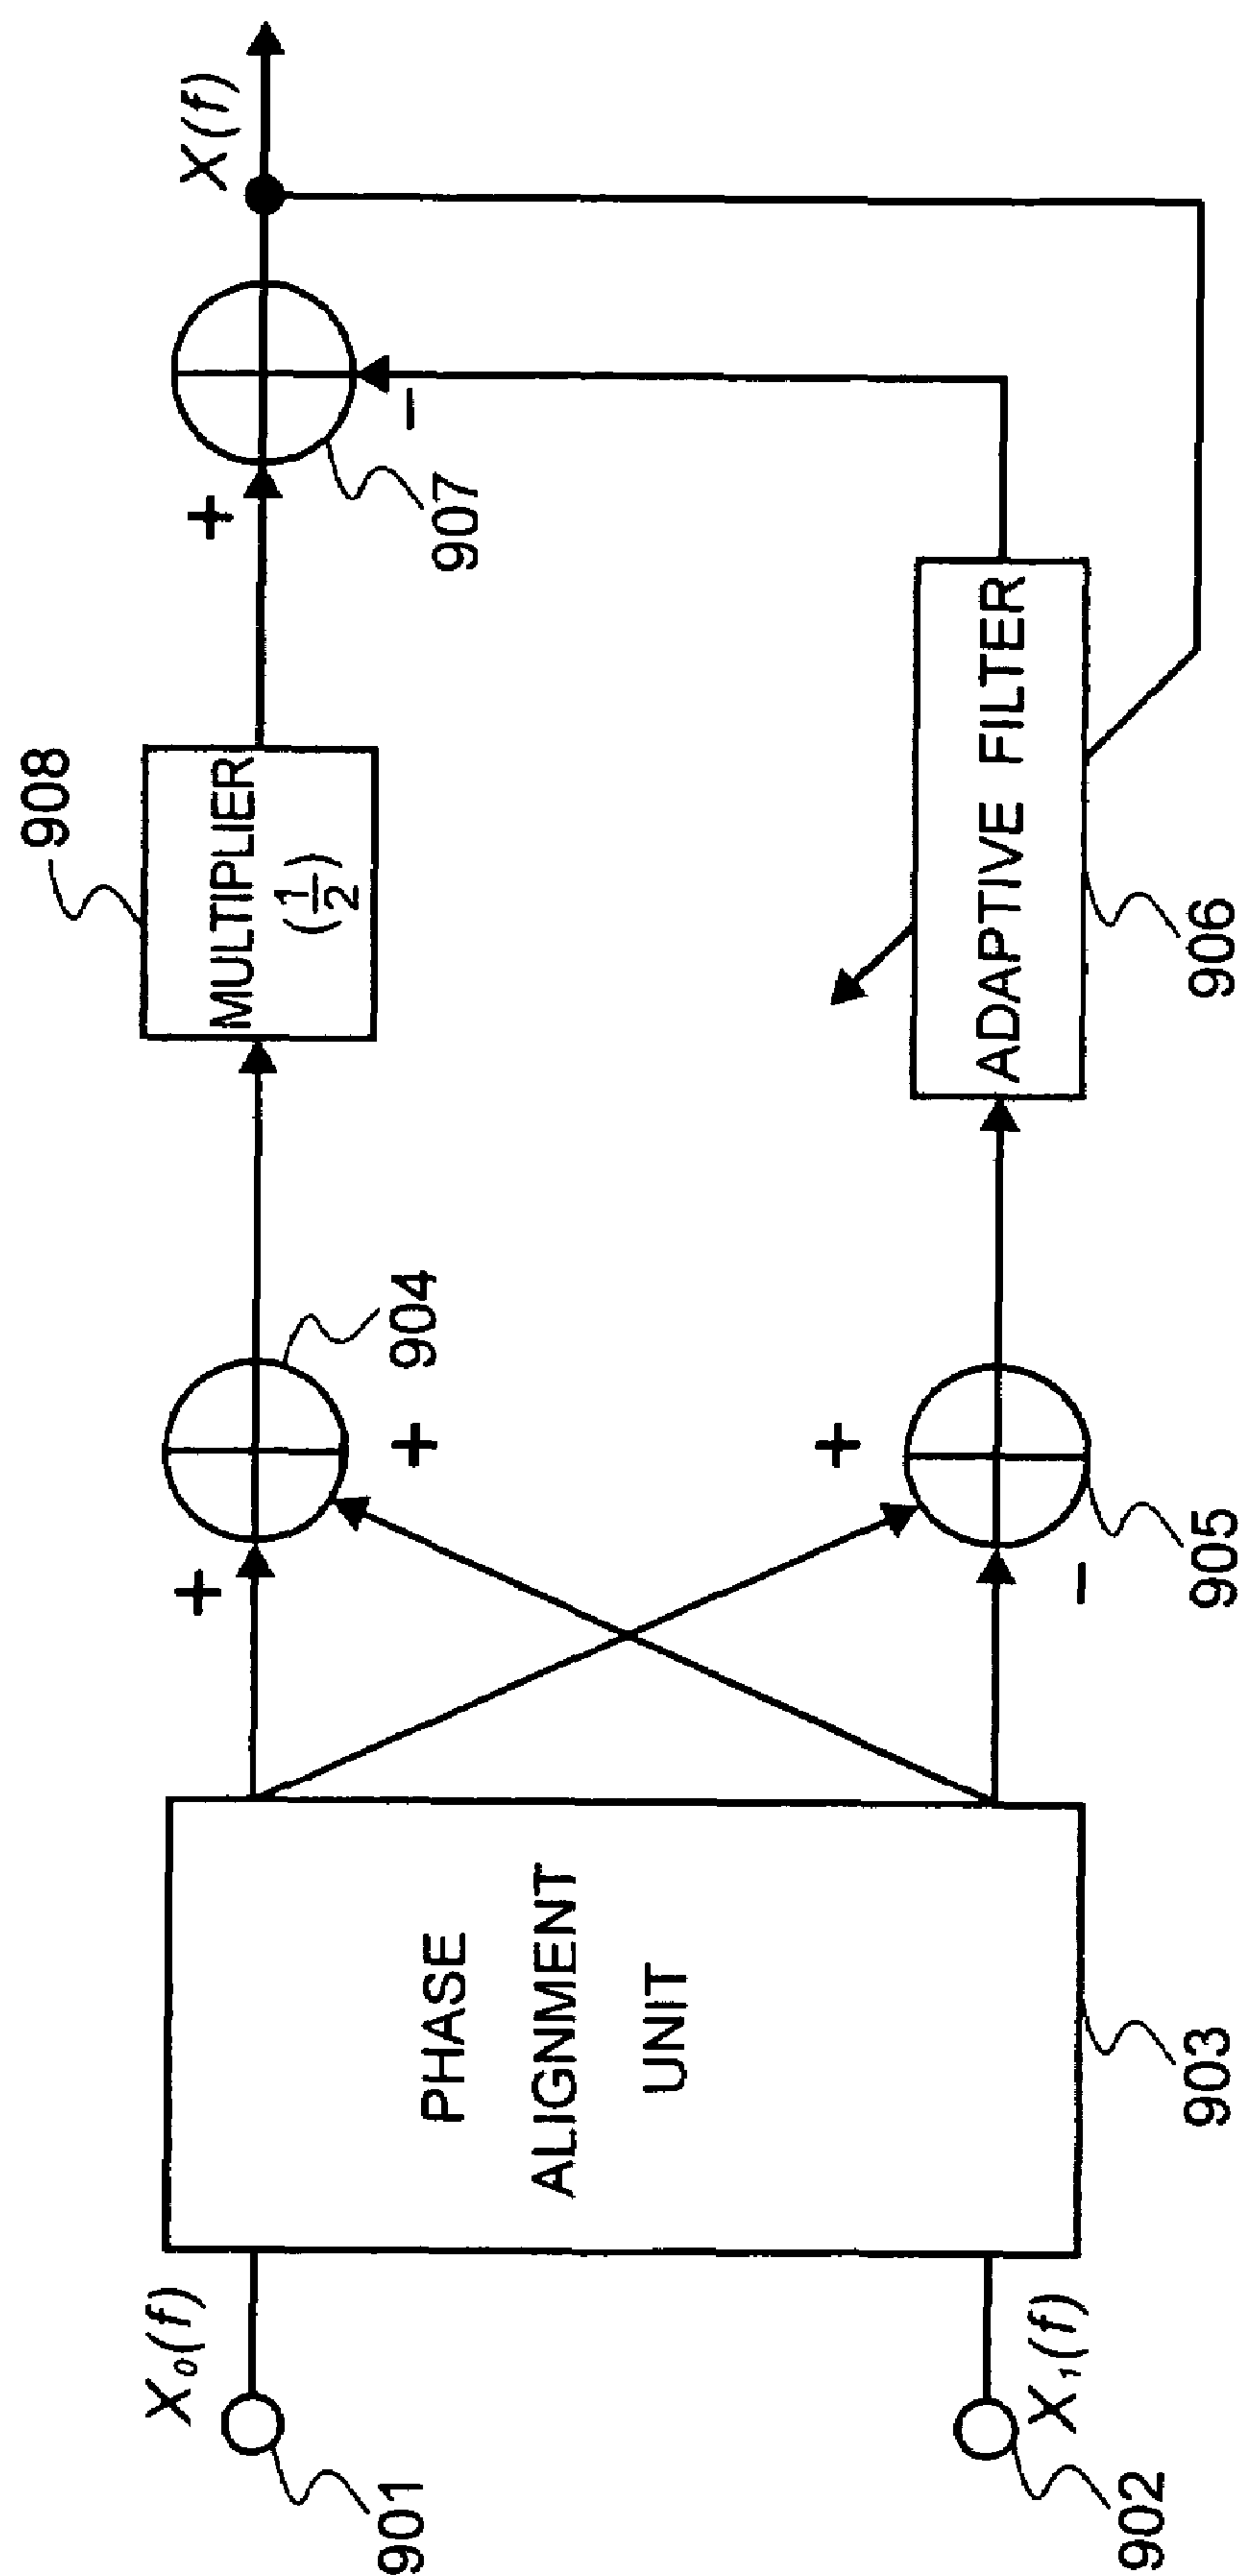 X₀(f)
901
X₁(f)
902
PHASE
ALIGNMENT
UNIT
903
+
+
904
+
−
905
908
MULTIPLIER
(1/2)
ADAPTIVE FILTER
906
+
−
907
X(f)